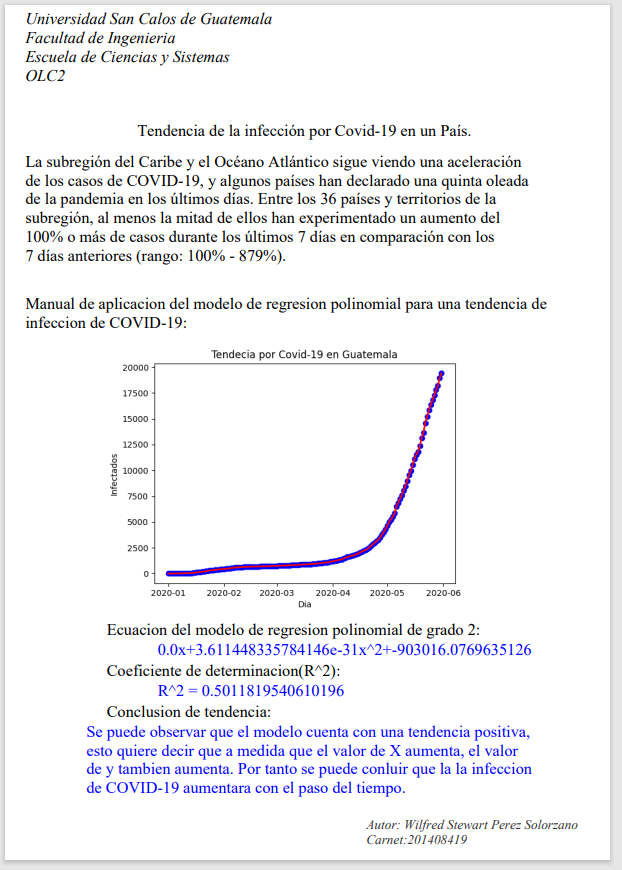 Universidad San Calos de Guatemala
Facultad de Ingenieria
Escuela de Ciencias y Sistemas
OLC2
Tendencia de la infección por Covid-19 en un País.
La subregión del Caribe y el Océano Atlántico sigue viendo una aceleración
de los casos de COVID-19, y algunos países han declarado una quinta oleada
de la pandemia en los últimos días. Entre los 36 países y territorios de la
subregión, al menos la mitad de ellos han experimentado un aumento del
100% o más de casos durante los últimos 7 días en comparación con los
7 días anteriores (rango: 100% - 879%).
Manual de aplicacion del modelo de regresion polinomial para una tendencia de
infeccion de COVID-19:
Tendecia por Covid-19 en Guatemala
20000
17500
15000
12500
10000
7500
5000
2500
0
Infectados
2020-01 2020-02 2020-03 2020-04 2020-05 2020-06
Dia
Ecuacion del modelo de regresion polinomial de grado 2:
0.0x+3.611448335784146e-31x^2+-903016.0769635126
Coeficiente de determinacion(R^2):
R^2 = 0.5011819540610196
Conclusion de tendencia:
Se puede observar que el modelo cuenta con una tendencia positiva,
esto quiere decir que a medida que el valor de X aumenta, el valor
de y tambien aumenta. Por tanto se puede conluir que la la infeccion
de COVID-19 aumentara con el paso del tiempo.
Autor: Wilfred Stewart Perez Solorzano
Carnet:201408419